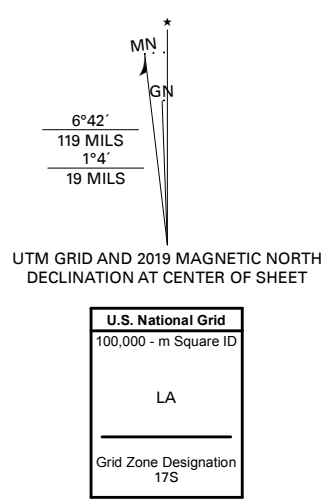 ★
MN
GN
6°42´
119 MILS
1°4´
19 MILS
UTM GRID AND 2019 MAGNETIC NORTH
DECLINATION AT CENTER OF SHEET
U.S. National Grid
100,000 - m Square ID
LA
Grid Zone Designation
17S